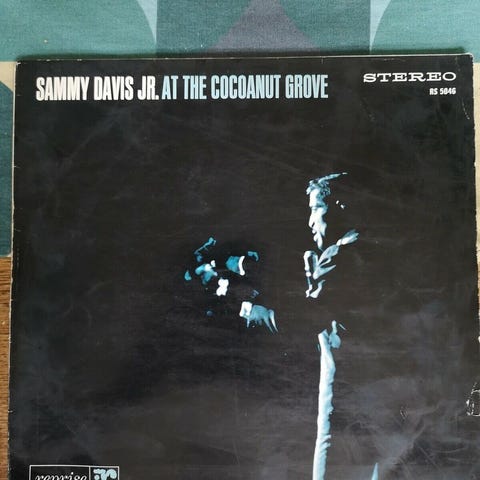 SAMMY DAVIS JR. AT THE COCOANUT GROVE
STEREO
RS 5046
reprise
r: